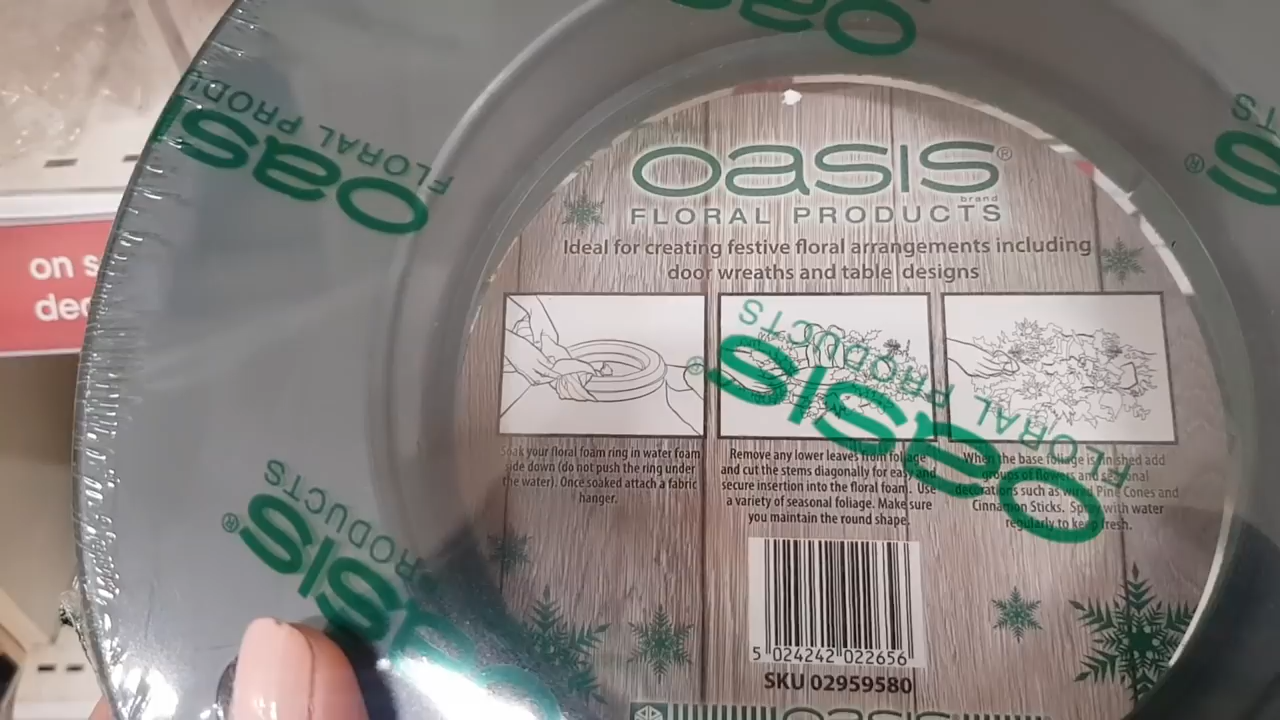 on s
dec
FLORAL PRODU
oasis
oasis
oasis®
brand
FLORAL PRODUCTS
Ideal for creating festive floral arrangements including
door wreaths and table designs
Soak your floral foam ring in water foam
side down (do not push the ring under
the water). Once soaked attach a fabric
hanger.
Remove any lower leaves from foliage
and cut the stems diagonally for easy and
secure insertion into the floral foam. Use
a variety of seasonal foliage. Make sure
you maintain the round shape.
When the base foliage is finished add
groups of flowers and seasonal
decorations such as wired Pine Cones and
Cinnamon Sticks. Spray with water
regularly to keep fresh.
oasis®
FLORAL PRODUCTS
oasis®
PRODUCTS
5 024242 022656
SKU 02959580
oasis